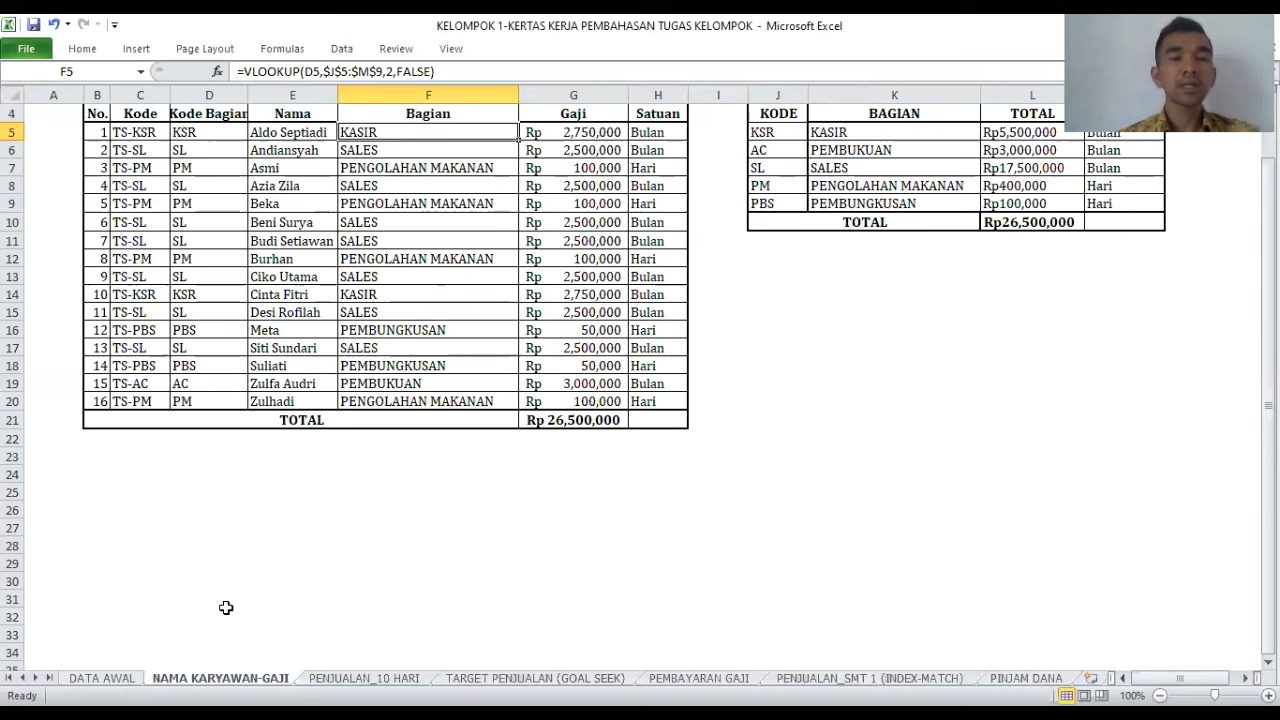 KELOMPOK 1-KERTAS KERJA PEMBAHASAN TUGAS KELOMPOK - Microsoft Excel
File Home Insert Page Layout Formulas Data Review View
F5 fx =VLOOKUP(D5,$J$5:$M$9,2,FALSE)
A B C D E F G H I J K L
4 No. Kode Kode Bagian Nama Bagian Gaji Satuan KODE BAGIAN TOTAL
5 1 TS-KSR KSR Aldo Septiadi KASIR Rp 2,750,000 Bulan KSR KASIR Rp5,500,000 Bulan
6 2 TS-SL SL Andiansyah SALES Rp 2,500,000 Bulan AC PEMBUKUAN Rp3,000,000 Bulan
7 3 TS-PM PM Asmi PENGOLAHAN MAKANAN Rp 100,000 Hari SL SALES Rp17,500,000 Bulan
8 4 TS-SL SL Azia Zila SALES Rp 2,500,000 Bulan PM PENGOLAHAN MAKANAN Rp400,000 Hari
9 5 TS-PM PM Beka PENGOLAHAN MAKANAN Rp 100,000 Hari PBS PEMBUNGKUSAN Rp100,000 Hari
10 6 TS-SL SL Beni Surya SALES Rp 2,500,000 Bulan TOTAL Rp26,500,000
11 7 TS-SL SL Budi Setiawan SALES Rp 2,500,000 Bulan
12 8 TS-PM PM Burhan PENGOLAHAN MAKANAN Rp 100,000 Hari
13 9 TS-SL SL Ciko Utama SALES Rp 2,500,000 Bulan
14 10 TS-KSR KSR Cinta Fitri KASIR Rp 2,750,000 Bulan
15 11 TS-SL SL Desi Rofilah SALES Rp 2,500,000 Bulan
16 12 TS-PBS PBS Meta PEMBUNGKUSAN Rp 50,000 Hari
17 13 TS-SL SL Siti Sundari SALES Rp 2,500,000 Bulan
18 14 TS-PBS PBS Suliati PEMBUNGKUSAN Rp 50,000 Hari
19 15 TS-AC AC Zulfa Audri PEMBUKUAN Rp 3,000,000 Bulan
20 16 TS-PM PM Zulhadi PENGOLAHAN MAKANAN Rp 100,000 Hari
21 TOTAL Rp 26,500,000
22
23
24
25
26
27
28
29
30
31
32
33
34
DATA AWAL NAMA KARYAWAN-GAJI PENJUALAN_10 HARI TARGET PENJUALAN (GOAL SEEK) PEMBAYARAN GAJI PENJUALAN_SMT 1 (INDEX-MATCH) PINJAM DANA
Ready 100%